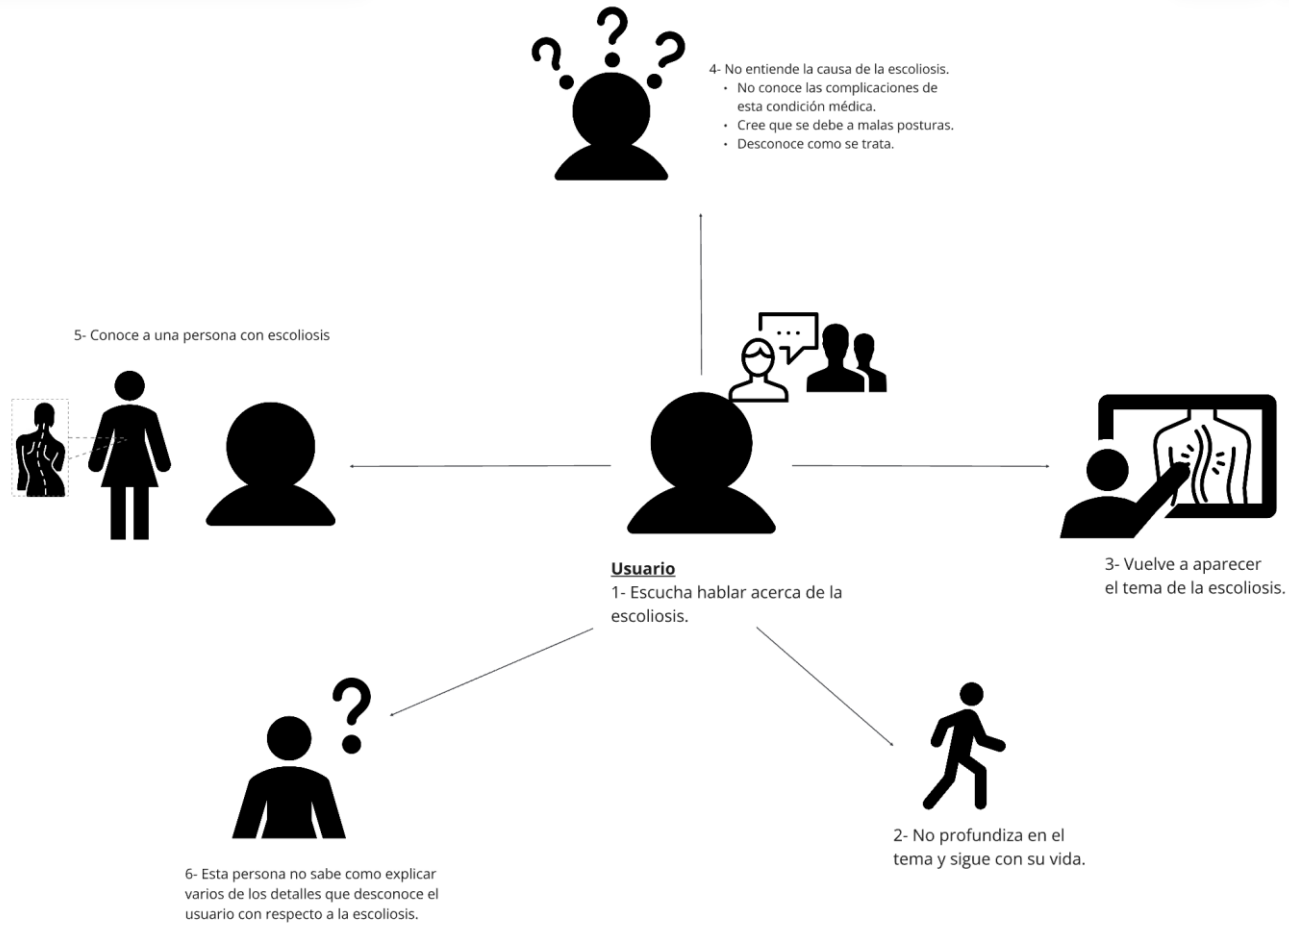 4- No entiende la causa de la escoliosis.
• No conoce las complicaciones de
esta condición médica.
• Cree que se debe a malas posturas.
• Desconoce como se trata.
5- Conoce a una persona con escoliosis
Usuario
1- Escucha hablar acerca de la
escoliosis.
3- Vuelve a aparecer
el tema de la escoliosis.
2- No profundiza en el
tema y sigue con su vida.
6- Esta persona no sabe como explicar
varios de los detalles que desconoce el
usuario con respecto a la escoliosis.